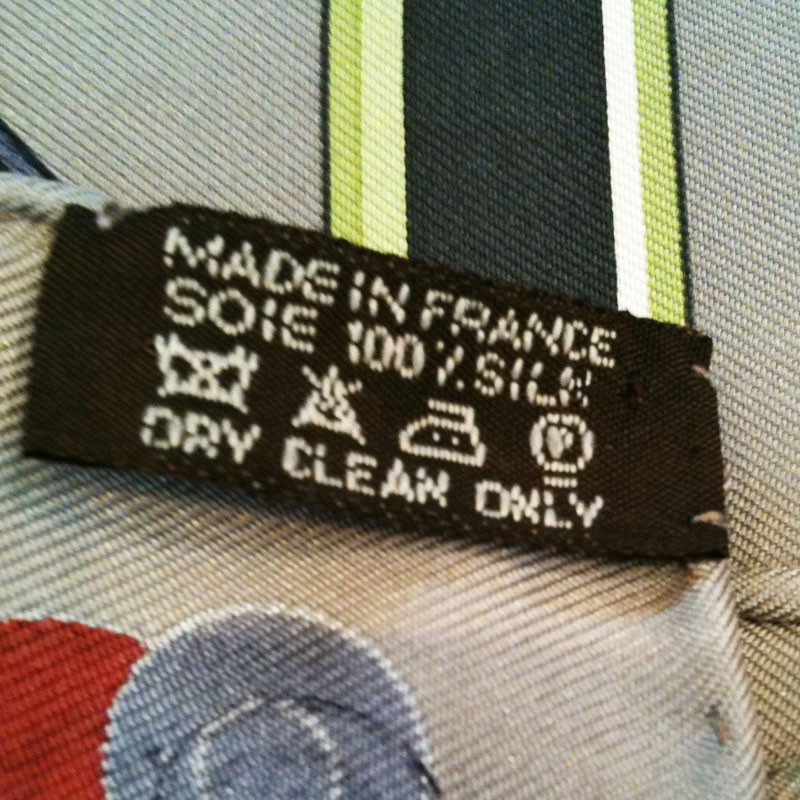 MADE IN FRANCE
SOIE 100% SILK
P
DRY CLEAN ONLY